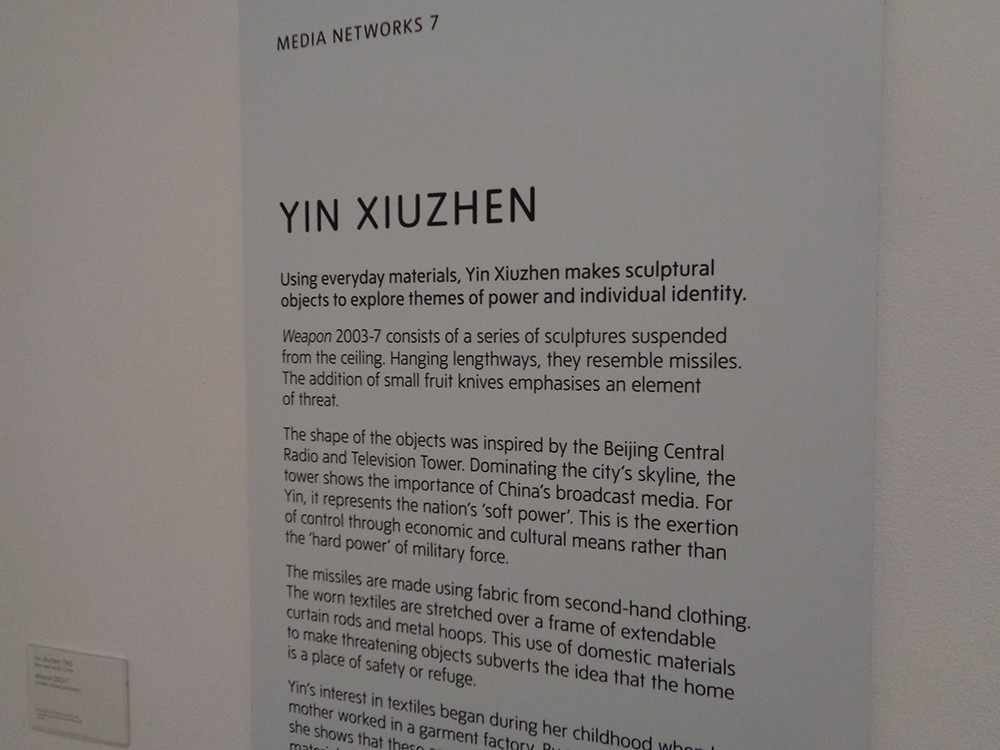 MEDIA NETWORKS 7
YIN XIUZHEN
Using everyday materials, Yin Xiuzhen makes sculptural
objects to explore themes of power and individual identity.
Weapon 2003-7 consists of a series of sculptures suspended
from the ceiling. Hanging lengthways, they resemble missiles.
The addition of small fruit knives emphasises an element
of threat.
The shape of the objects was inspired by the Beijing Central
Radio and Television Tower. Dominating the city's skyline, the
tower shows the importance of China's broadcast media. For
Yin, it represents the nation's 'soft power'. This is the exertion
of control through economic and cultural means rather than
the 'hard power' of military force.
The missiles are made using fabric from second-hand clothing.
The worn textiles are stretched over a frame of extendable
curtain rods and metal hoops. This use of domestic materials
to make threatening objects subverts the idea that the home
is a place of safety or refuge.
Yin's interest in textiles began during her childhood when
mother worked in a garment factory.
she shows that these